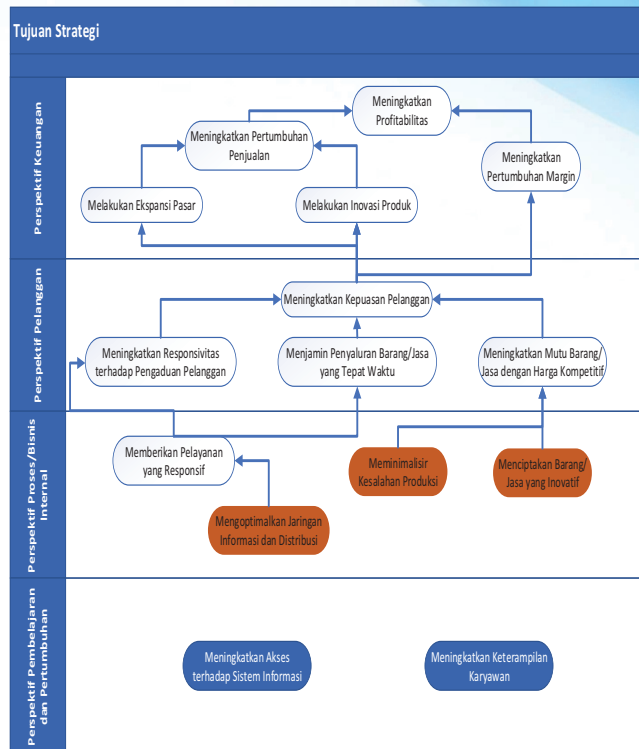 Tujuan Strategi
Perspektif Keuangan
Meningkatkan
Profitabilitas
Meningkatkan Pertumbuhan
Penjualan
Meningkatkan
Pertumbuhan Margin
Melakukan Ekspansi Pasar
Melakukan Inovasi Produk
Perspektif Pelanggan
Meningkatkan Kepuasan Pelanggan
Meningkatkan Responsivitas
terhadap Pengaduan Pelanggan
Menjamin Penyaluran Barang/Jasa
yang Tepat Waktu
Meningkatkan Mutu Barang/
Jasa dengan Harga Kompetitif
Perspektif Proses/Bisnis
Internal
Memberikan Pelayanan
yang Responsif
Meminimalisir
Kesalahan Produksi
Menciptakan Barang/
Jasa yang Inovatif
Mengoptimalkan Jaringan
Informasi dan Distribusi
Perspektif Pembelajaran
dan Pertumbuhan
Meningkatkan Akses
terhadap Sistem Informasi
Meningkatkan Keterampilan
Karyawan